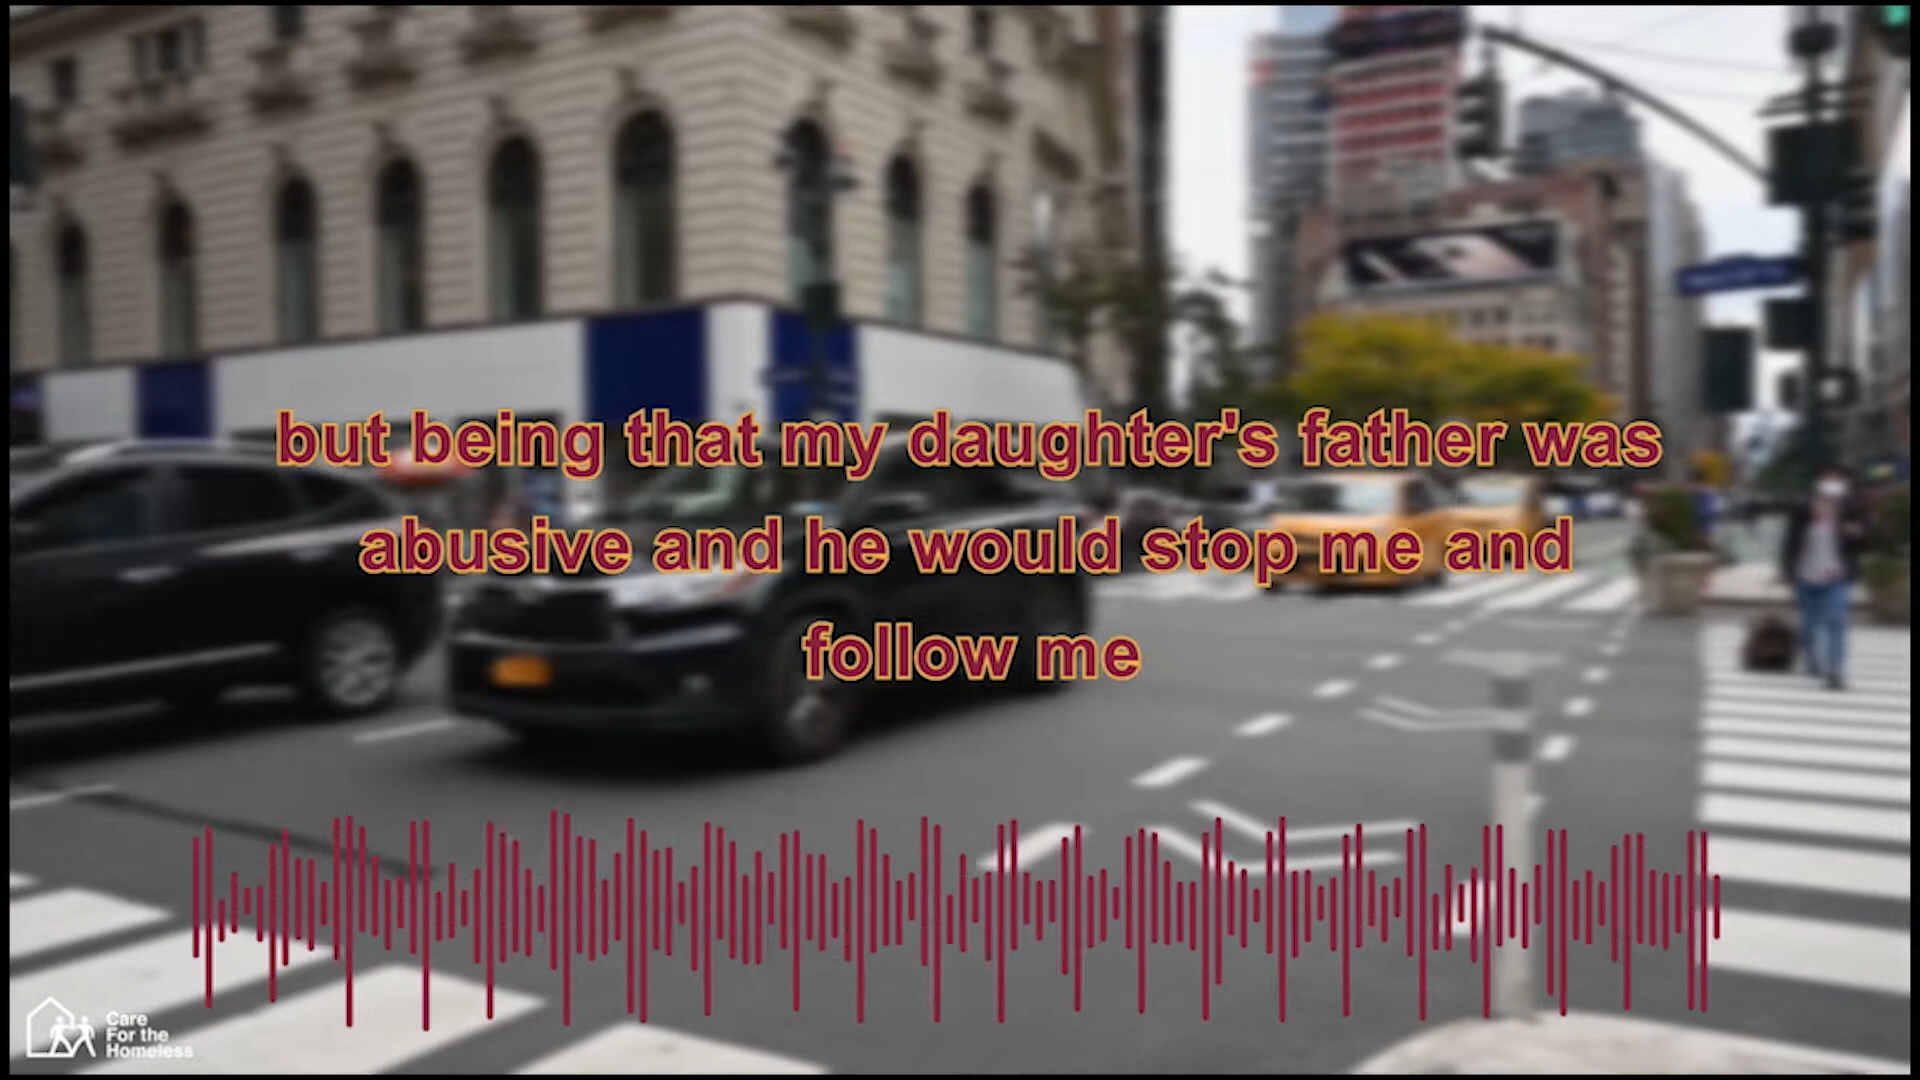 but being that my daughter's father was
abusive and he would stop me and
follow me
Care
For the
Homeless